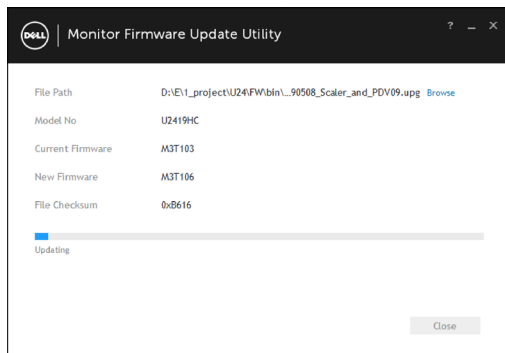 DELL
Monitor Firmware Update Utility
? _ X
File Path D:\E\1_project\U24\FW\bin\...90508_Scaler_and_PDV09.upg Browse
Model No U2419HC
Current Firmware M3T103
New Firmware M3T106
File Checksum 0xB616
Updating
Close